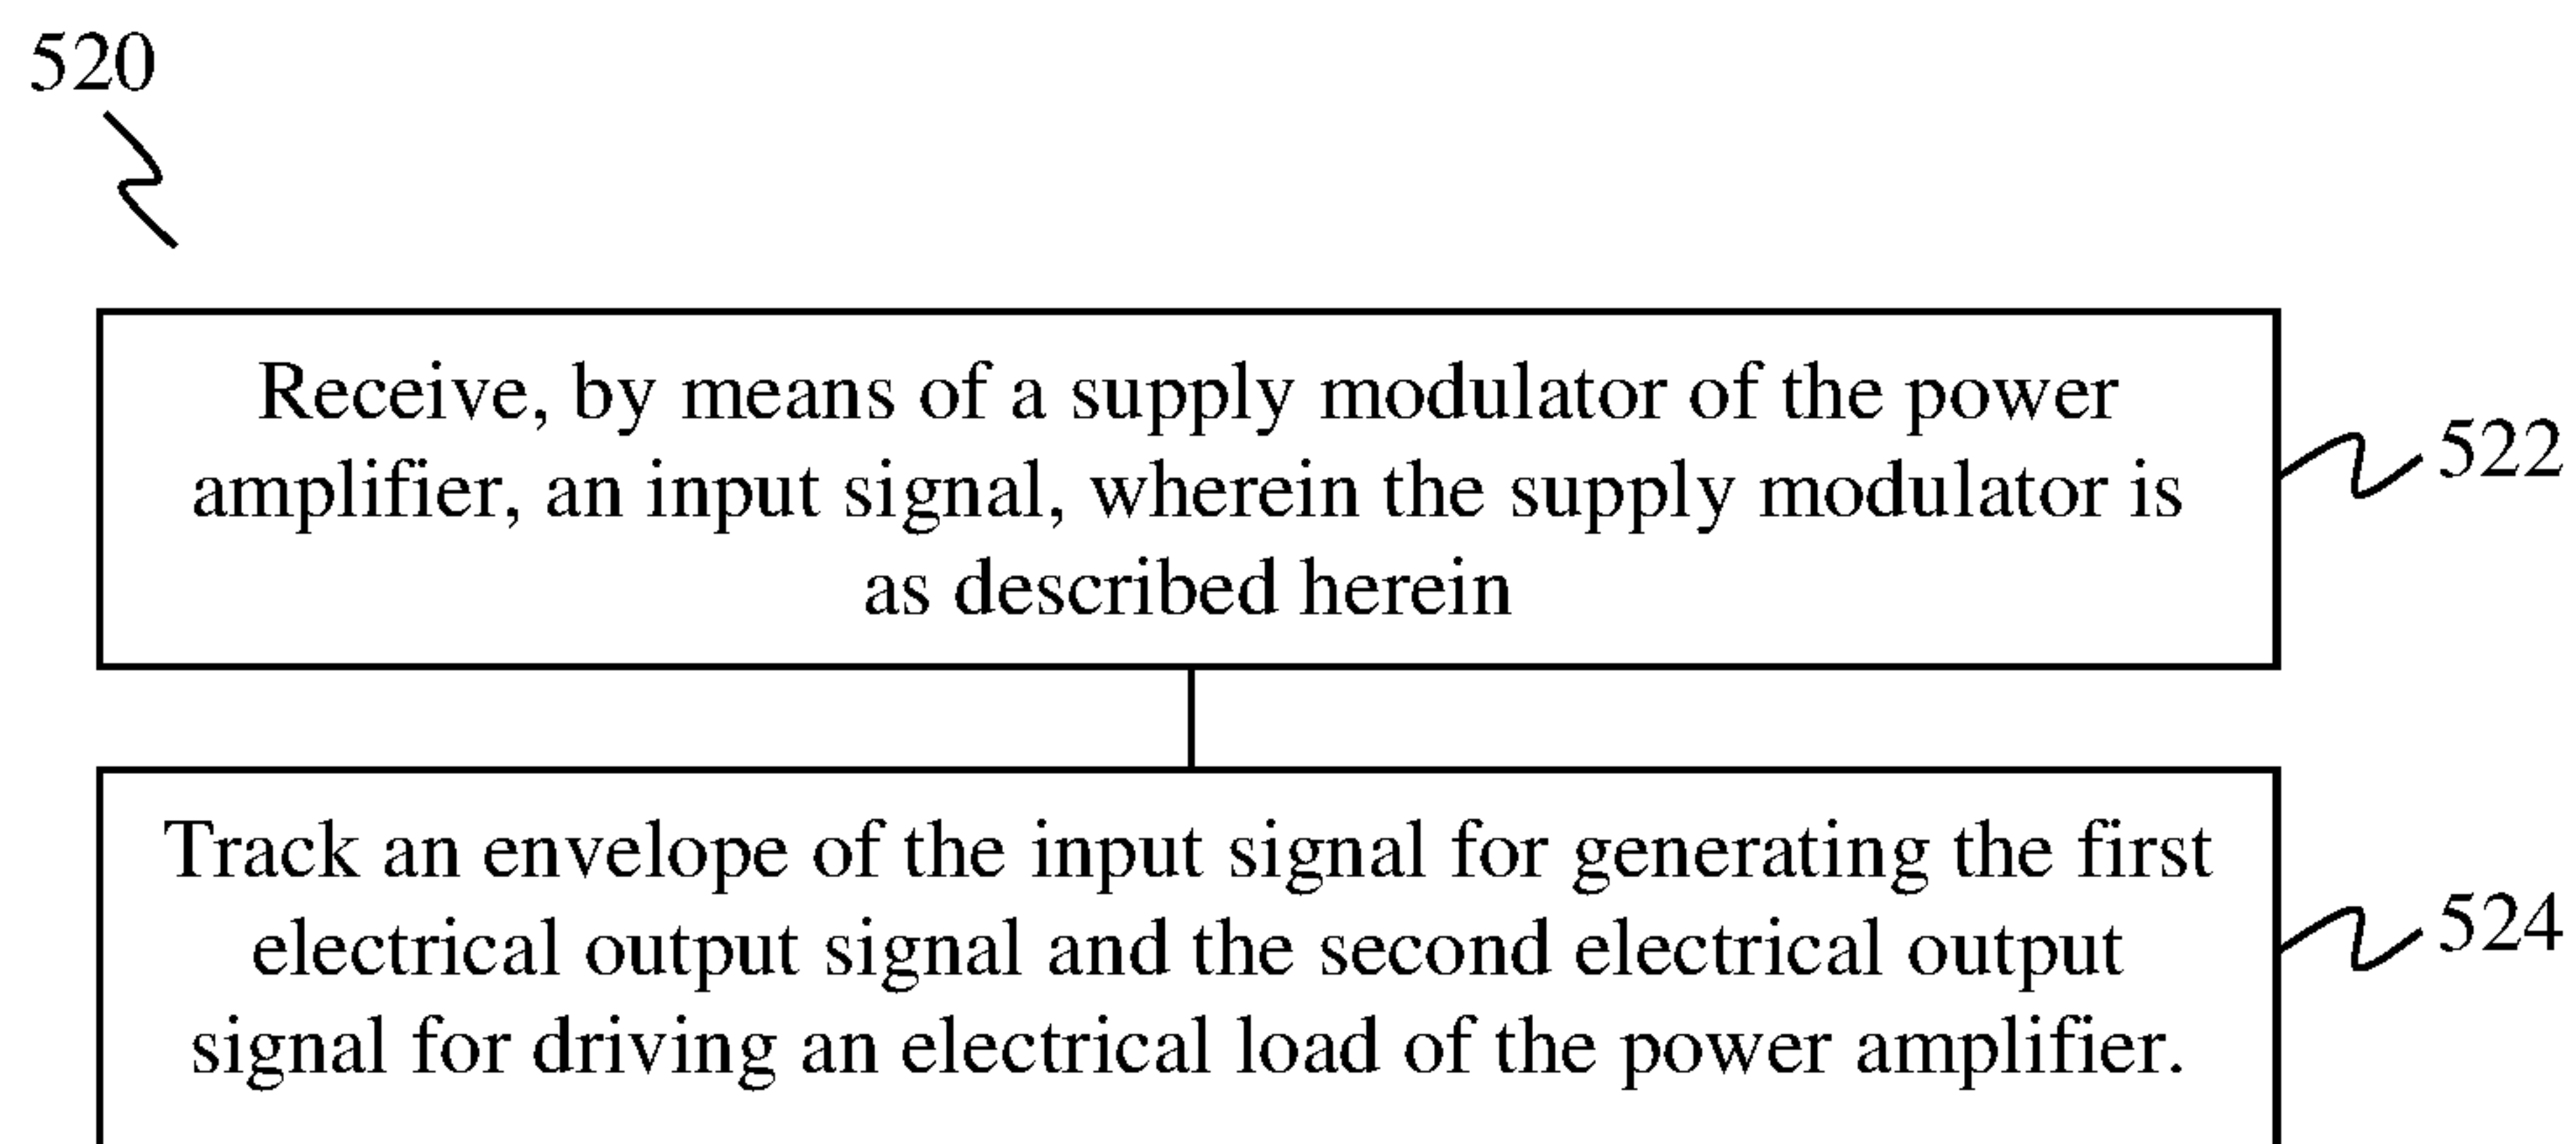 520
Receive, by means of a supply modulator of the power
amplifier, an input signal, wherein the supply modulator is
as described herein
522
Track an envelope of the input signal for generating the first
electrical output signal and the second electrical output
signal for driving an electrical load of the power amplifier.
524